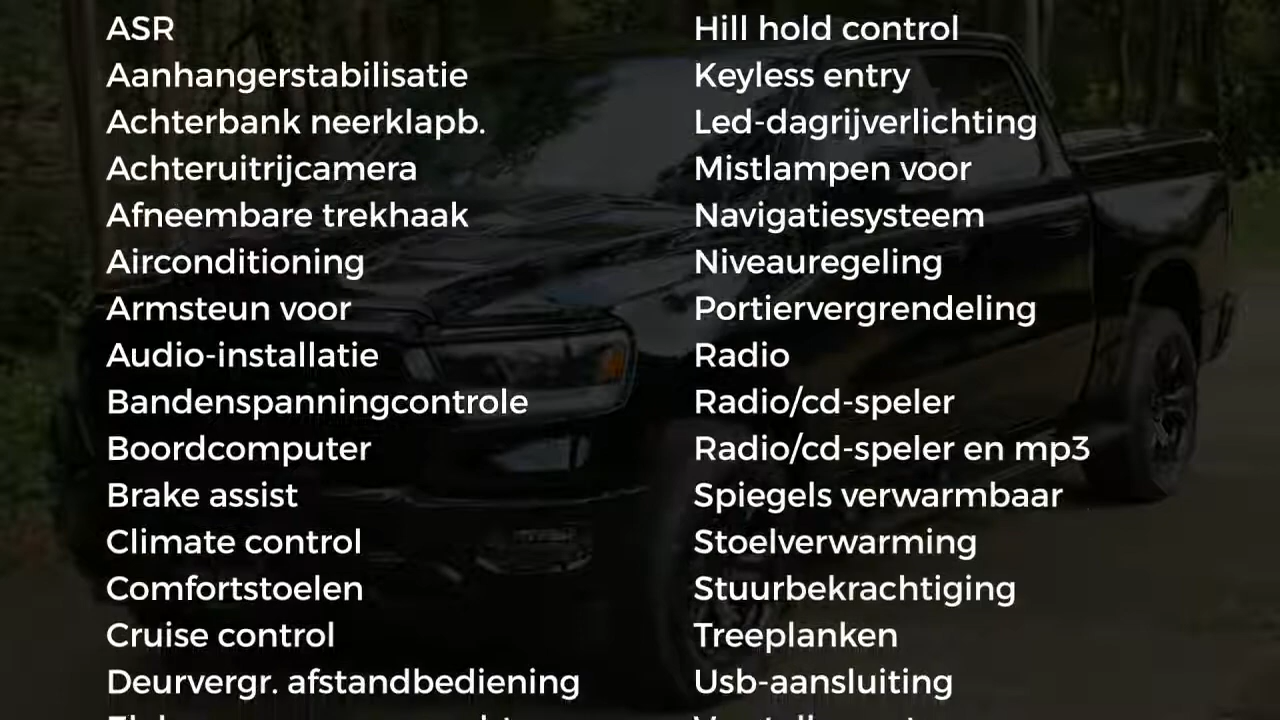 ASR
Aanhangerstabilisatie
Achterbank neerklapb.
Achteruitrijcamera
Afneembare trekhaak
Airconditioning
Armsteun voor
Audio-installatie
Bandenspanningcontrole
Boordcomputer
Brake assist
Climate control
Comfortstoelen
Cruise control
Deurvergr. afstandbediening
Hill hold control
Keyless entry
Led-dagrijverlichting
Mistlampen voor
Navigatiesysteem
Niveauregeling
Portiervergrendeling
Radio
Radio/cd-speler
Radio/cd-speler en mp3
Spiegels verwarmbaar
Stoelverwarming
Stuurbekrachtiging
Treeplanken
Usb-aansluiting